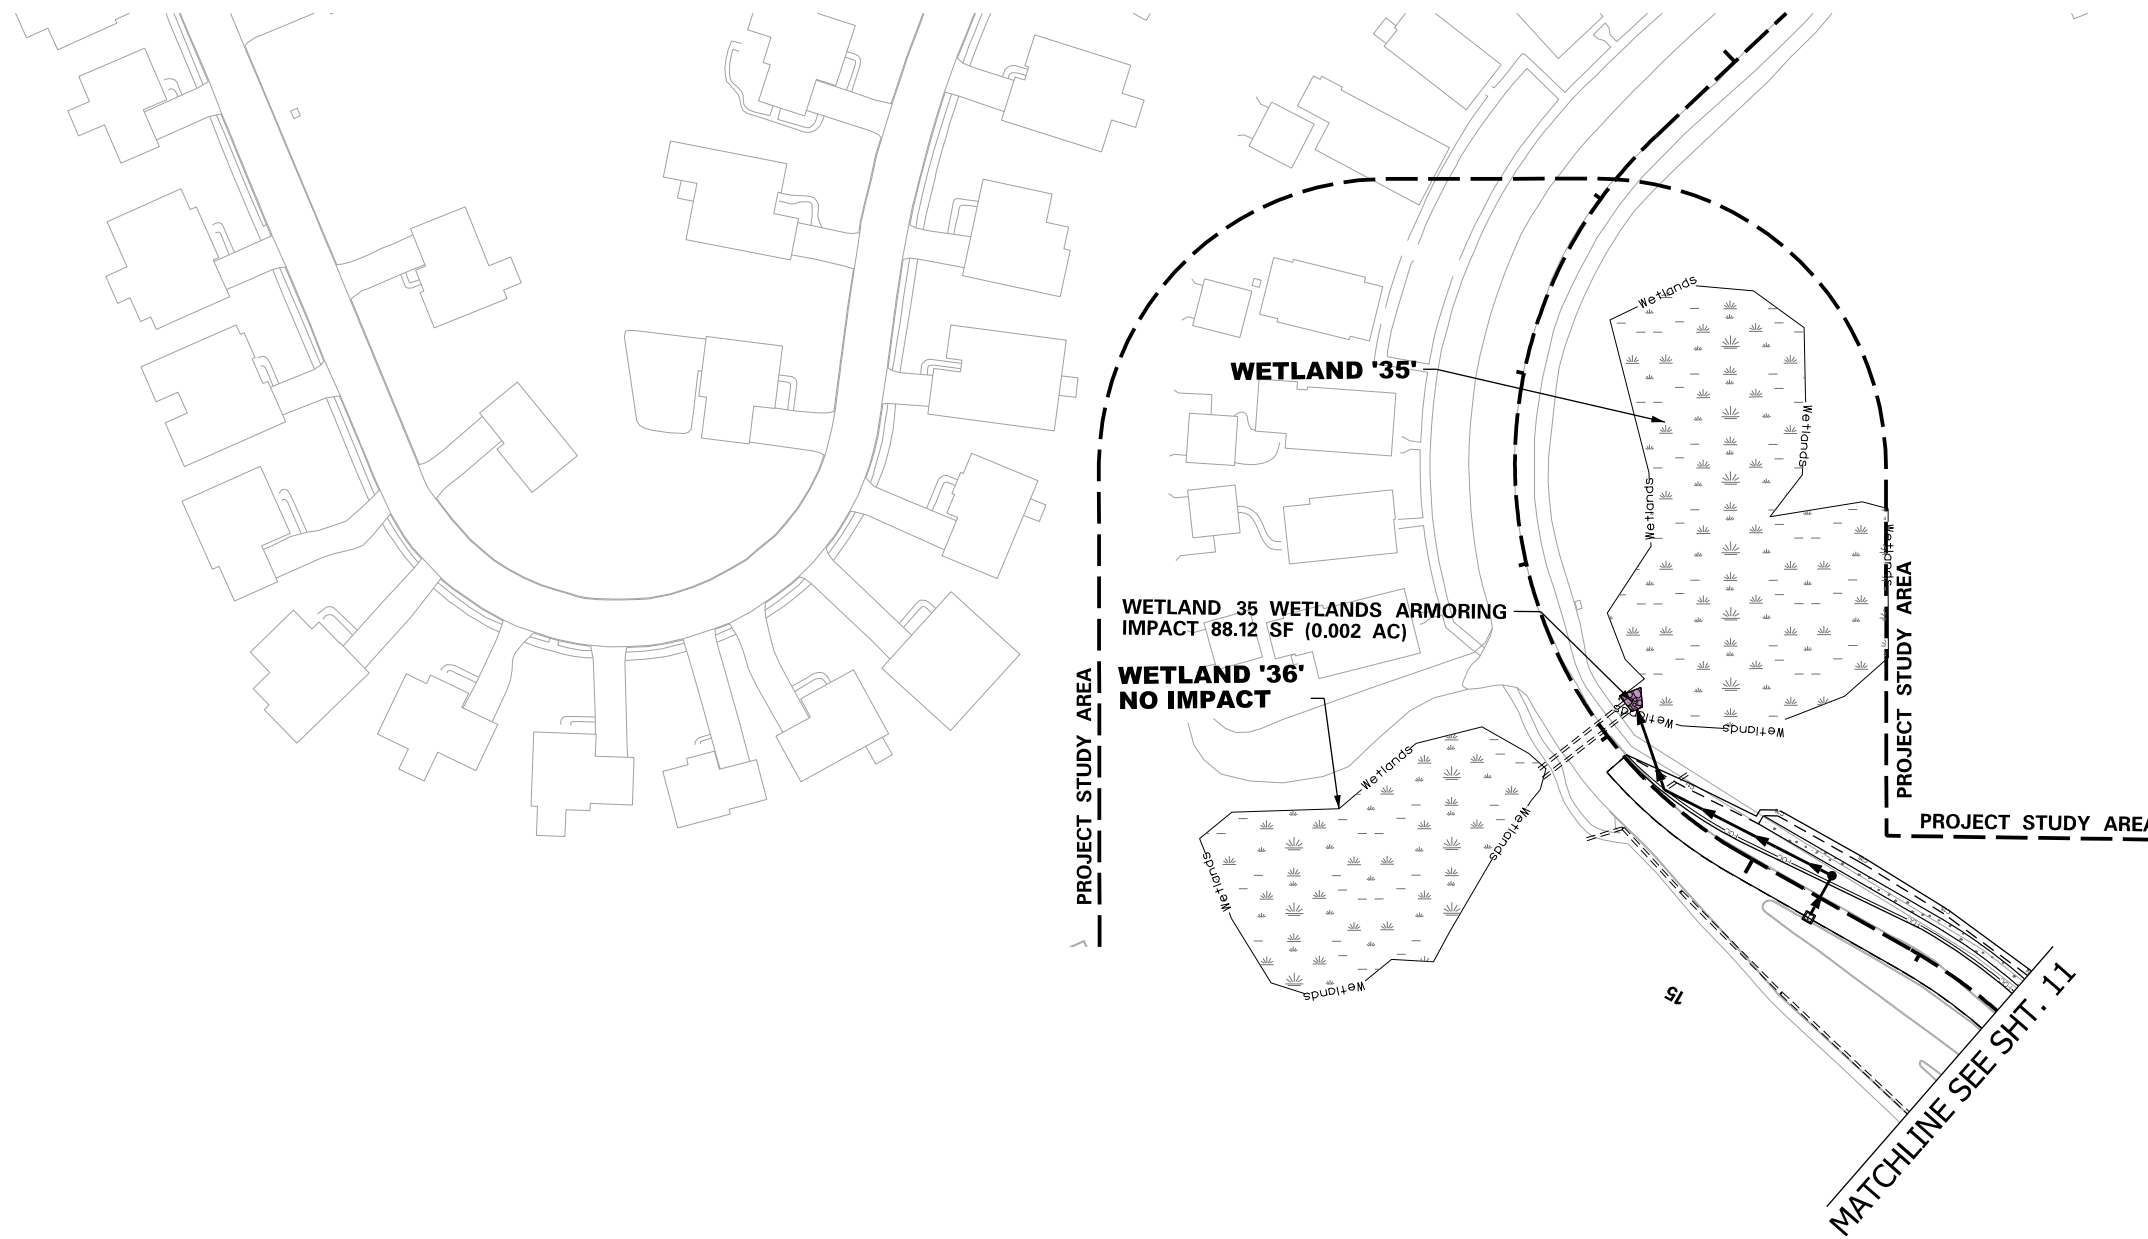 Wetlands
WETLAND '35'
Wetlands
Wetlands
Wetlands
WETLAND 35 WETLANDS ARMORING
IMPACT 88.12 SF (0.002 AC)
WETLAND '36'
NO IMPACT
PROJECT STUDY AREA
PROJECT STUDY AREA
PROJECT STUDY AREA
Wetlands
Wetlands
Wetlands
Wetlands
Wetlands
Wetlands
15
MATCHLINE SEE SHT. 11